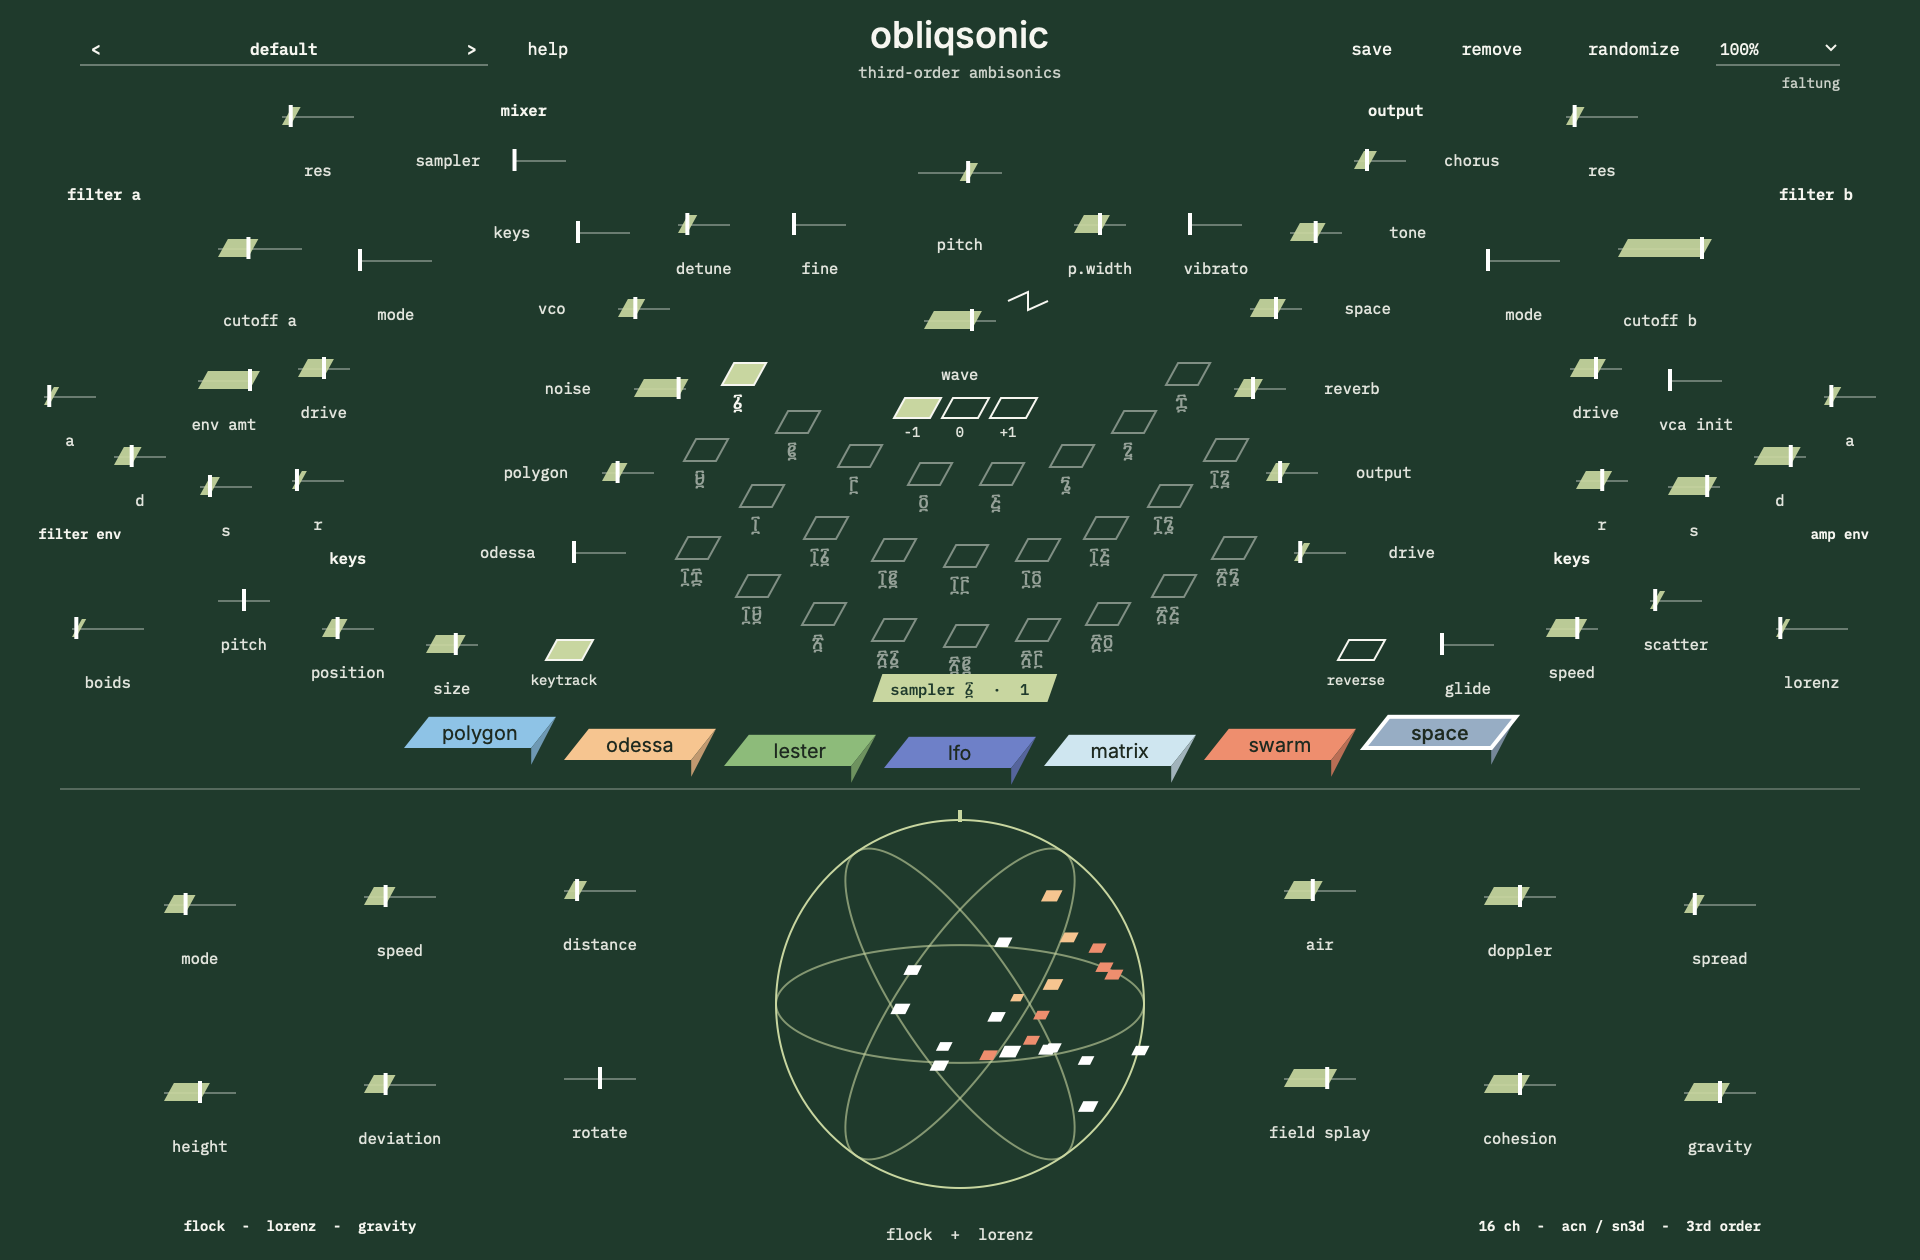 < default > help
obliqsonic
third-order ambisonics
save remove randomize 100%
faltung
mixer
output
res
sampler
chorus
res
filter a
filter b
keys
detune
fine
pitch
p.width
vibrato
tone
cutoff a
mode
vco
space
mode
cutoff b
noise
wave
reverb
-1 0 +1
a
env amt
drive
drive
vca init
a
polygon
output
d
s
r
r
s
d
filter env
keys
odessa
drive
keys
amp env
boids
pitch
position
size
keytrack
reverse
glide
speed
scatter
lorenz
sampler · 1
polygon
odessa
lester
lfo
matrix
swarm
space
mode
speed
distance
air
doppler
spread
height
deviation
rotate
field splay
cohesion
gravity
flock - lorenz - gravity
flock + lorenz
16 ch - acn / sn3d - 3rd order